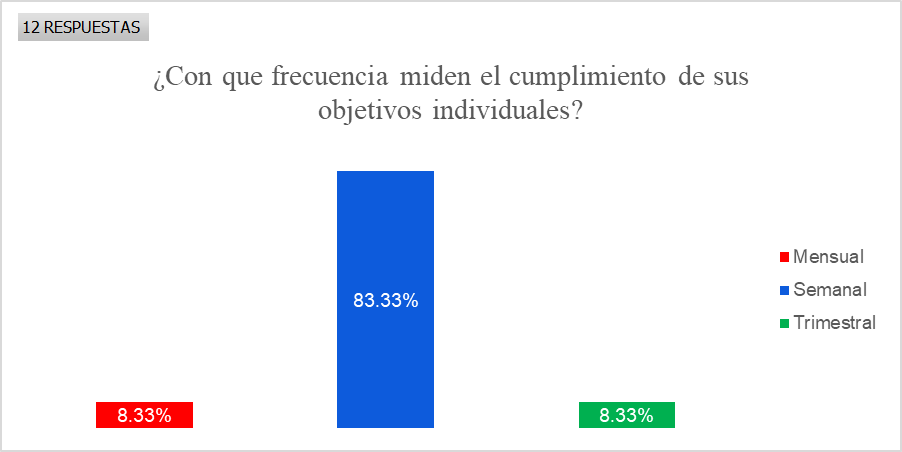 12 RESPUESTAS
¿Con que frecuencia miden el cumplimiento de sus
objetivos individuales?
83.33%
8.33%
8.33%
Mensual
Semanal
Trimestral